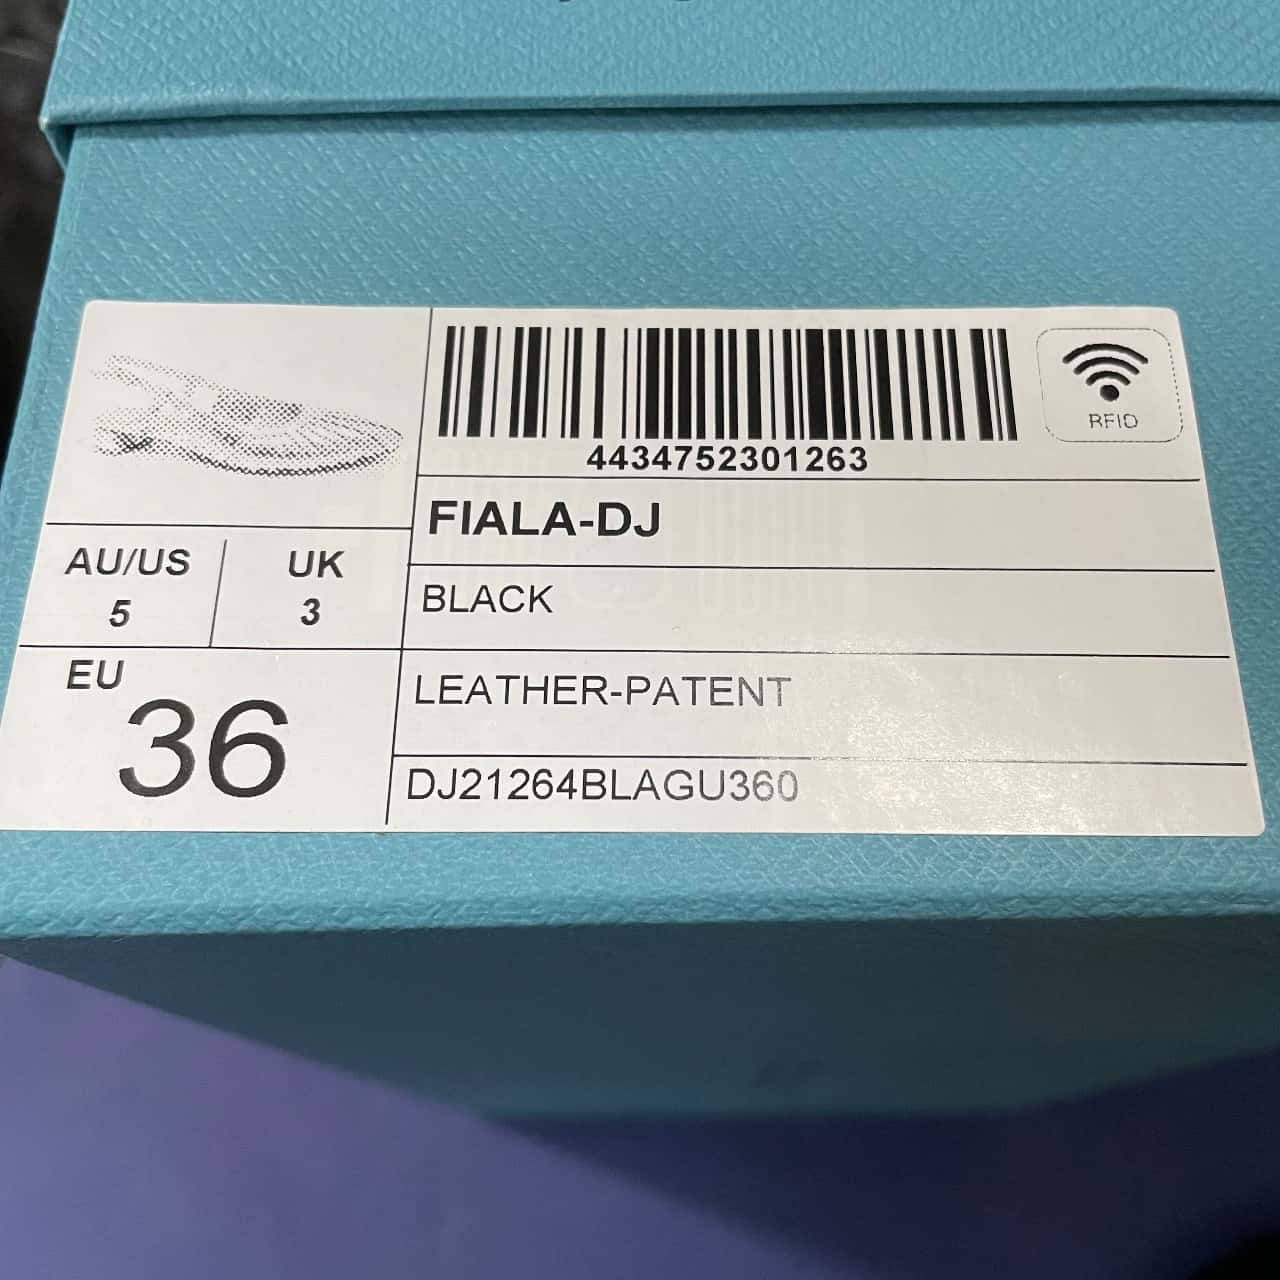 4434752301263
RFID
FIALA-DJ
AU/US
5
UK
3
BLACK
EU
36
LEATHER-PATENT
DJ21264BLAGU360